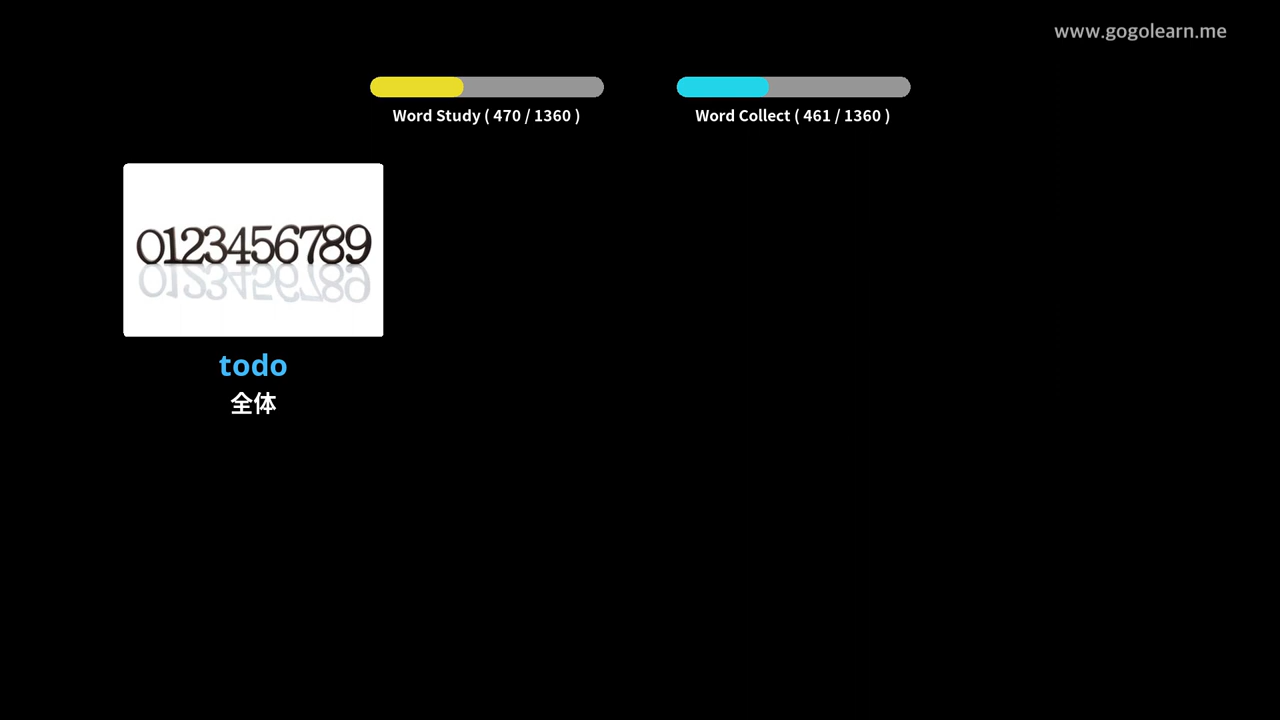 www.gogolearn.me
Word Study ( 470 / 1360 )
Word Collect ( 461 / 1360 )
0123456789
todo
全体